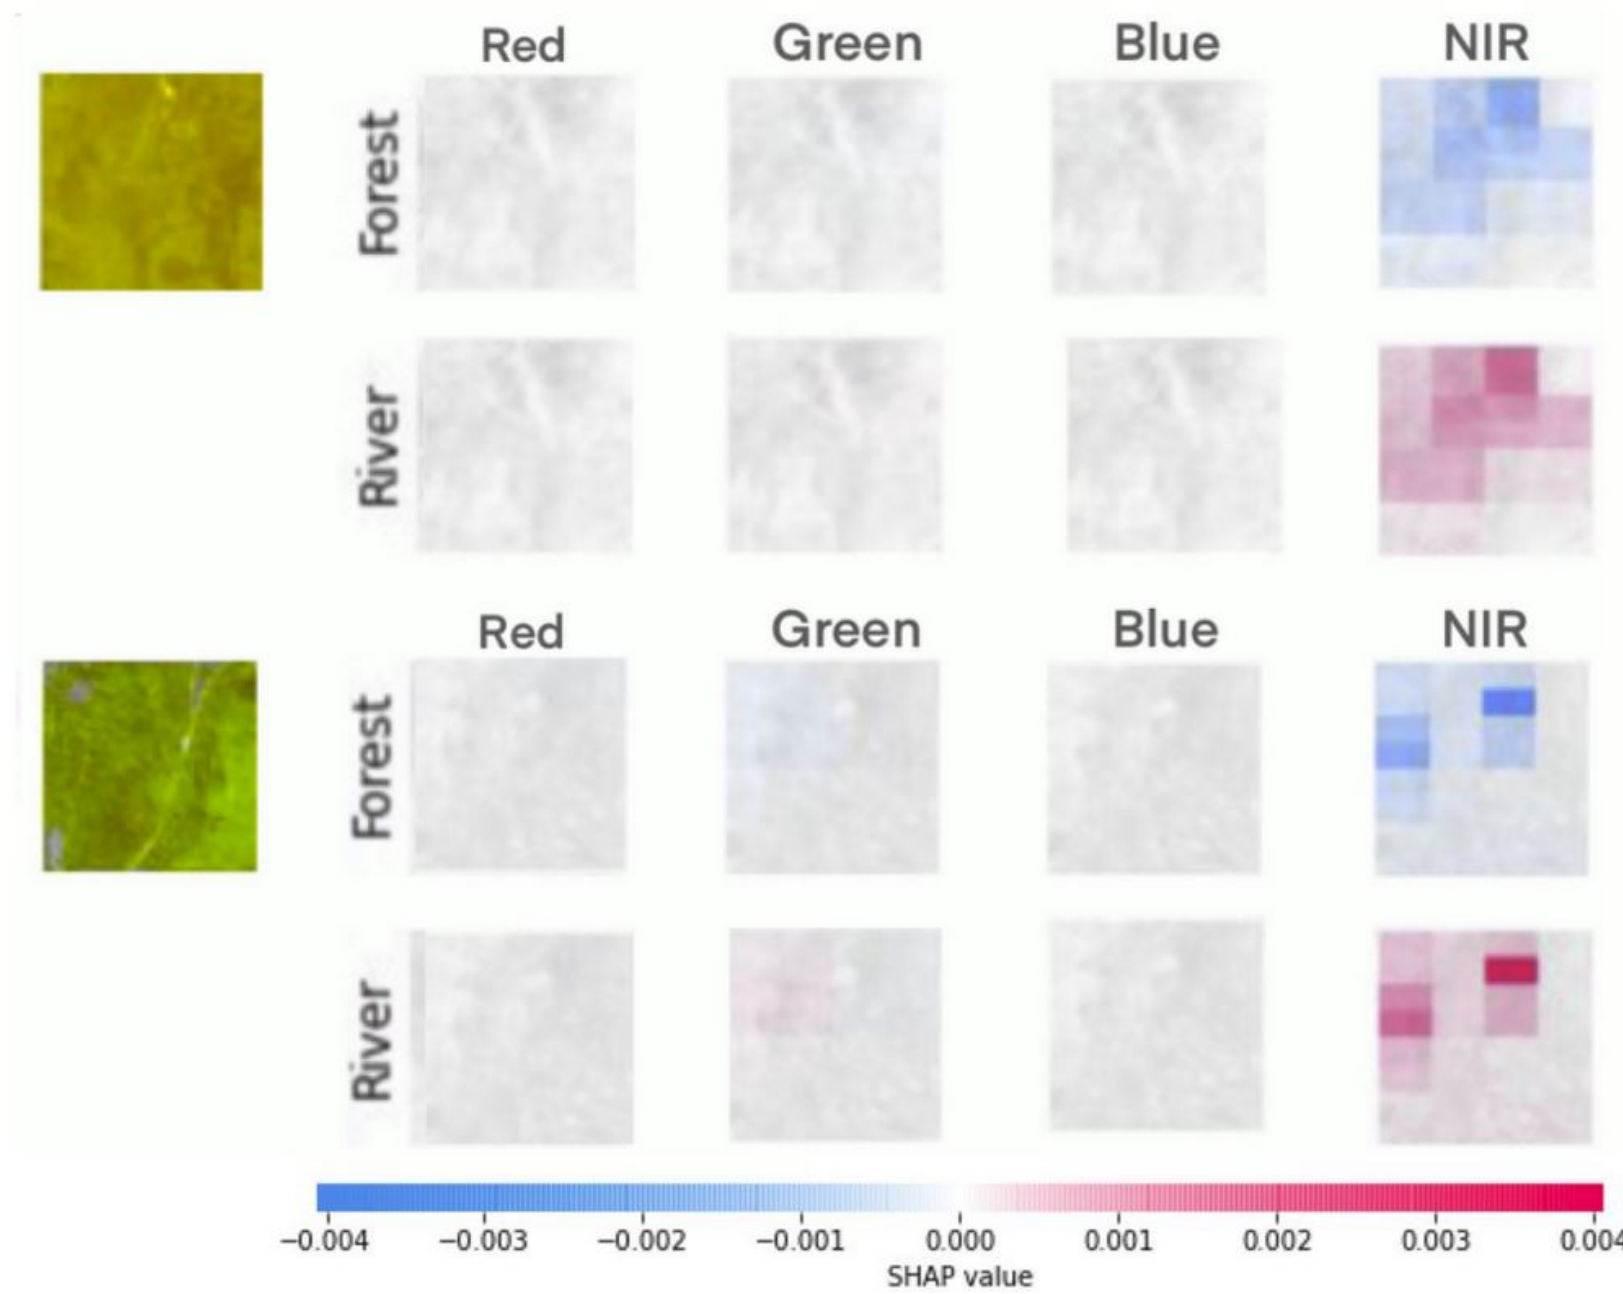 Red Green Blue NIR
Forest
River
Red Green Blue NIR
Forest
River
−0.004 −0.003 −0.002 −0.001 0.000 0.001 0.002 0.003 0.004
SHAP value